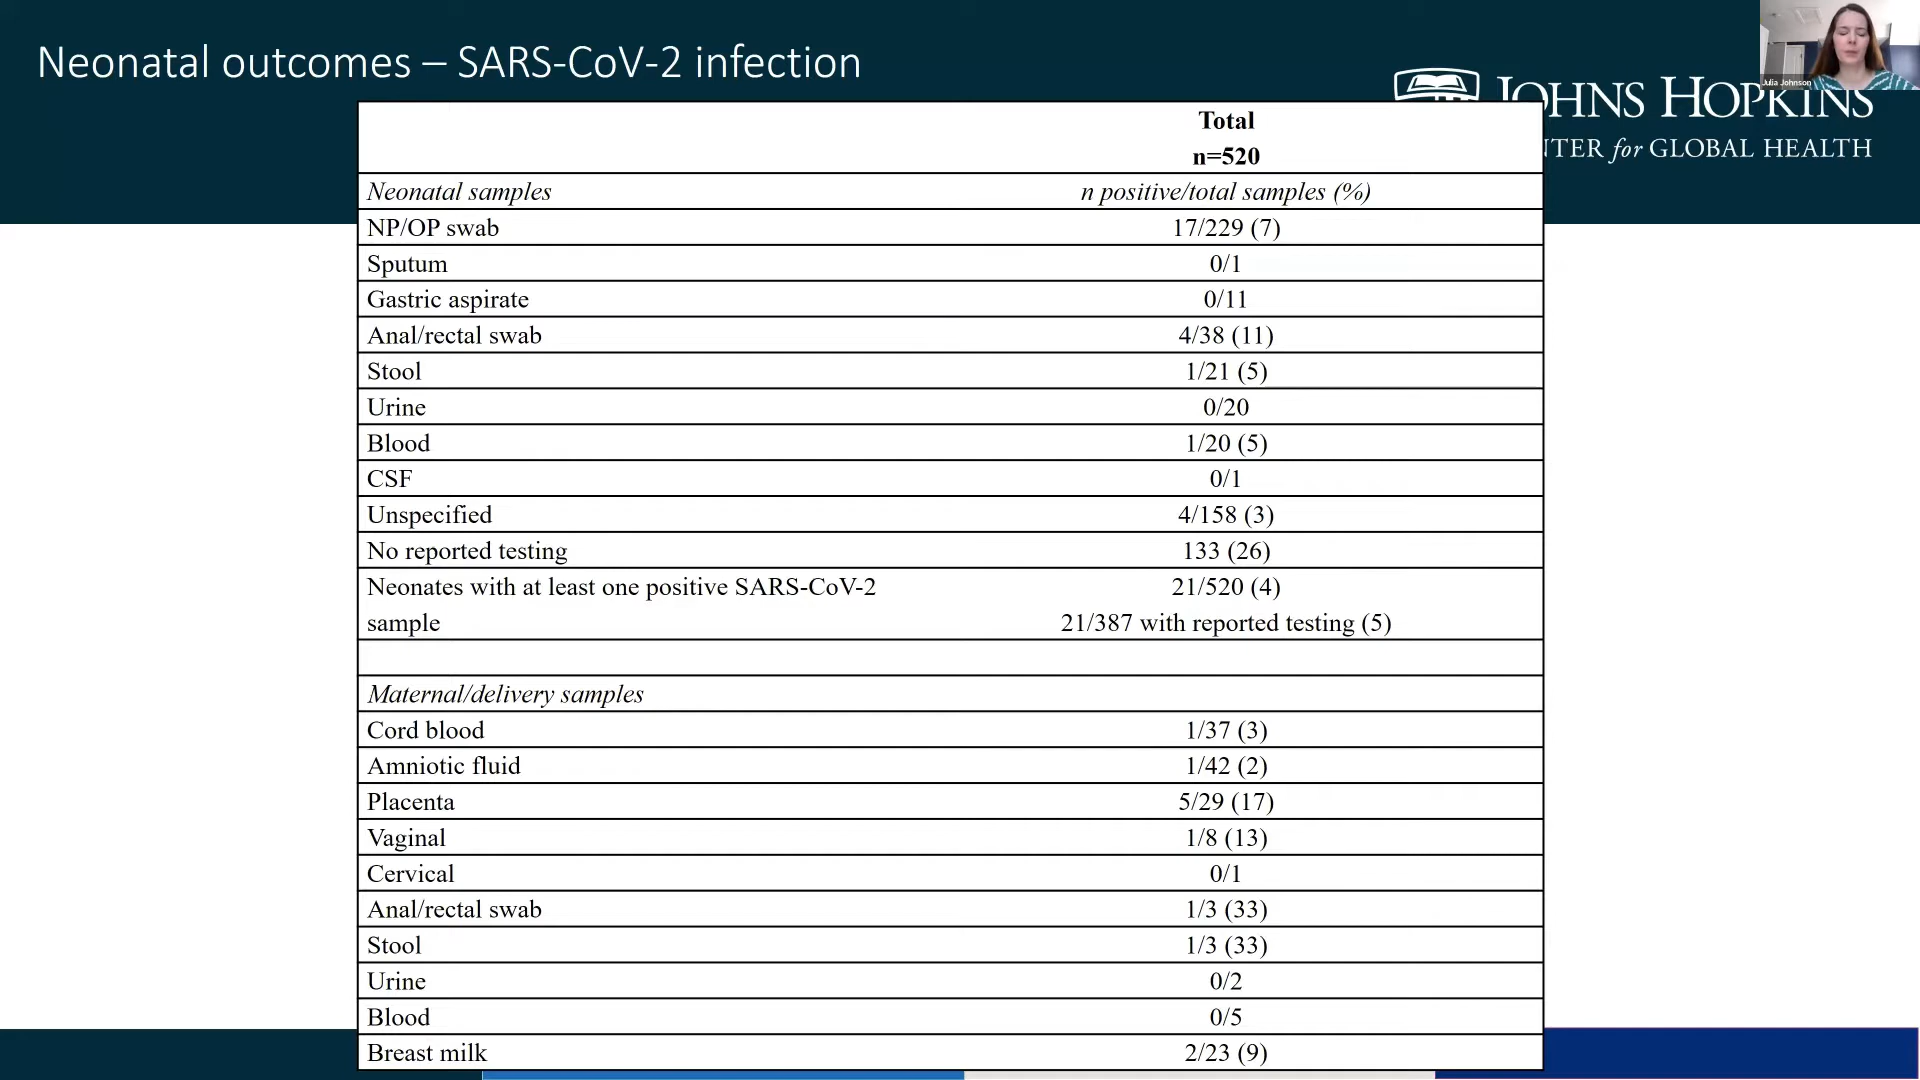 Neonatal outcomes – SARS-CoV-2 infection
Julia Johnson
JOHNS HOPKINS
for GLOBAL HEALTH
Total
n=520
Neonatal samples n positive/total samples (%)
NP/OP swab 17/229 (7)
Sputum 0/1
Gastric aspirate 0/11
Anal/rectal swab 4/38 (11)
Stool 1/21 (5)
Urine 0/20
Blood 1/20 (5)
CSF 0/1
Unspecified 4/158 (3)
No reported testing 133 (26)
Neonates with at least one positive SARS-CoV-2 21/520 (4)
sample 21/387 with reported testing (5)
Maternal/delivery samples
Cord blood 1/37 (3)
Amniotic fluid 1/42 (2)
Placenta 5/29 (17)
Vaginal 1/8 (13)
Cervical 0/1
Anal/rectal swab 1/3 (33)
Stool 1/3 (33)
Urine 0/2
Blood 0/5
Breast milk 2/23 (9)